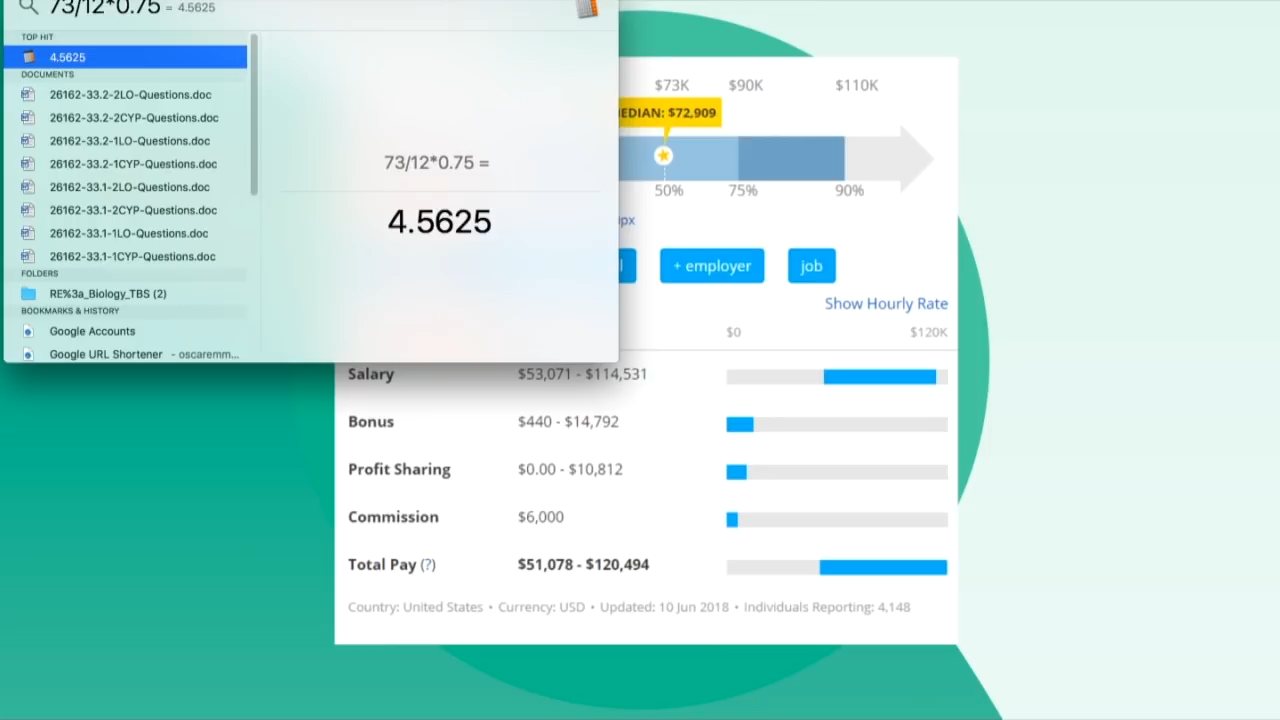 73/12*0.75 = 4.5625
TOP HIT
4.5625
DOCUMENTS
26162-33.2-2LO-Questions.doc
26162-33.2-2CYP-Questions.doc
26162-33.2-1LO-Questions.doc
26162-33.2-1CYP-Questions.doc
26162-33.1-2LO-Questions.doc
26162-33.1-2CYP-Questions.doc
26162-33.1-1LO-Questions.doc
26162-33.1-1CYP-Questions.doc
FOLDERS
RE%3a_Biology_TBS (2)
BOOKMARKS & HISTORY
Google Accounts
Google URL Shortener - oscaremm...
73/12*0.75 =
4.5625
$73K $90K $110K
EDIAN: $72,909
50% 75% 90%
+ employer job
Show Hourly Rate
$0 $120K
Salary $53,071 - $114,531
Bonus $440 - $14,792
Profit Sharing $0.00 - $10,812
Commission $6,000
Total Pay (?) $51,078 - $120,494
Country: United States • Currency: USD • Updated: 10 Jun 2018 • Individuals Reporting: 4,148